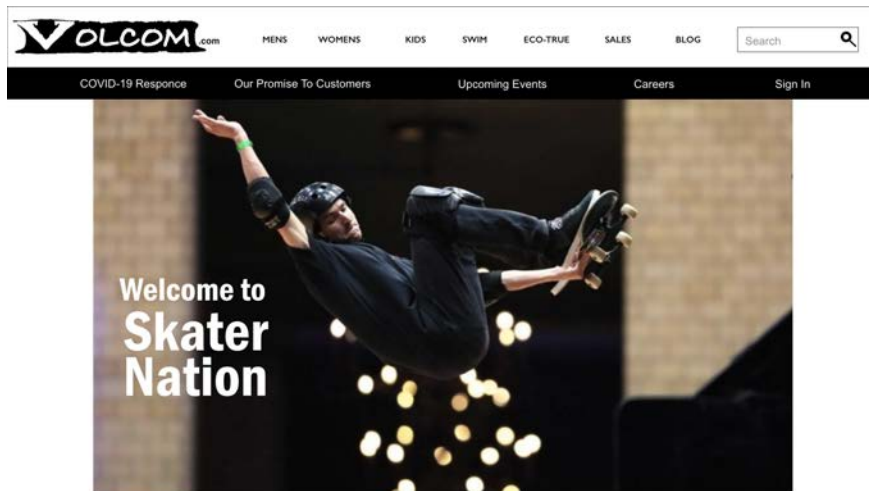 VOLCOM.com
MENS WOMENS KIDS SWIM ECO-TRUE SALES BLOG Search
COVID-19 Responce Our Promise To Customers Upcoming Events Careers Sign In
Welcome to
Skater
Nation